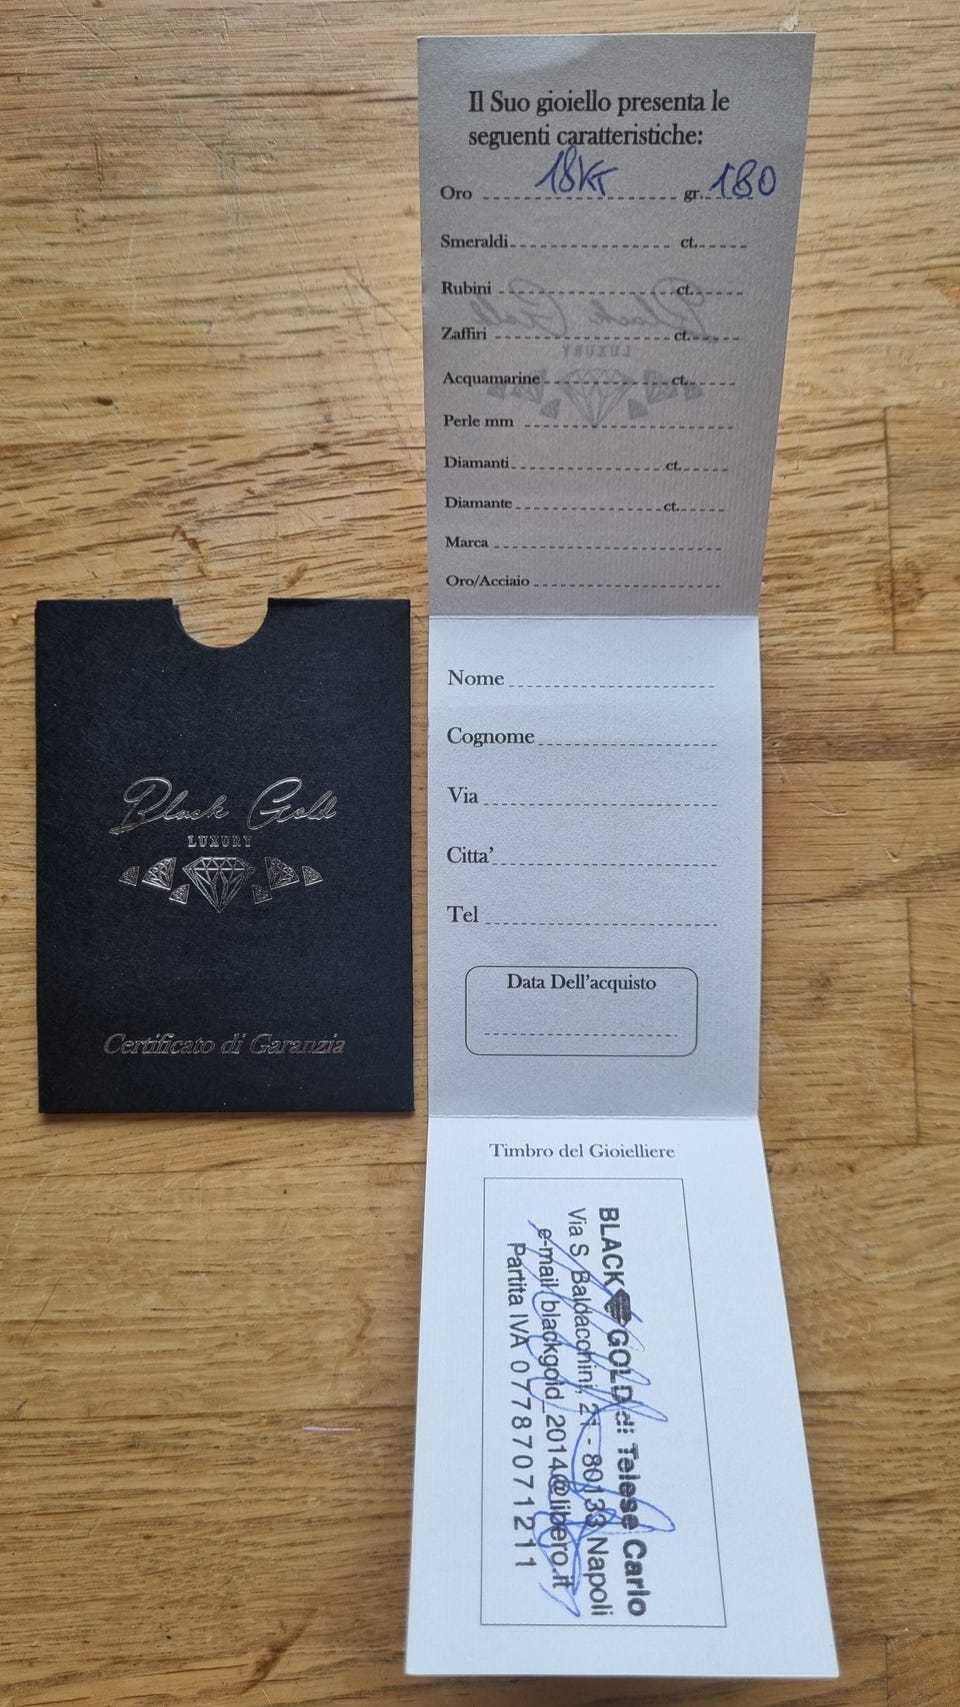 Il Suo gioiello presenta le
seguenti caratteristiche:
Oro 18KT gr. 180
Smeraldi ct.
Rubini ct.
Zaffiri ct.
Acquamarine ct.
Perle mm
Diamanti ct.
Diamante ct.
Marca
Oro/Acciaio
Nome
Cognome
Via
Citta'
Tel
Data Dell'acquisto
Timbro del Gioielliere
BLACK GOLD di Telese Carlo
Via S. Baldacchini, 21 - 80133 Napoli
e-mail blackgold_2014@libero.it
Partita IVA 07787071211
Black Gold
LUXURY
Certificato di Garanzia